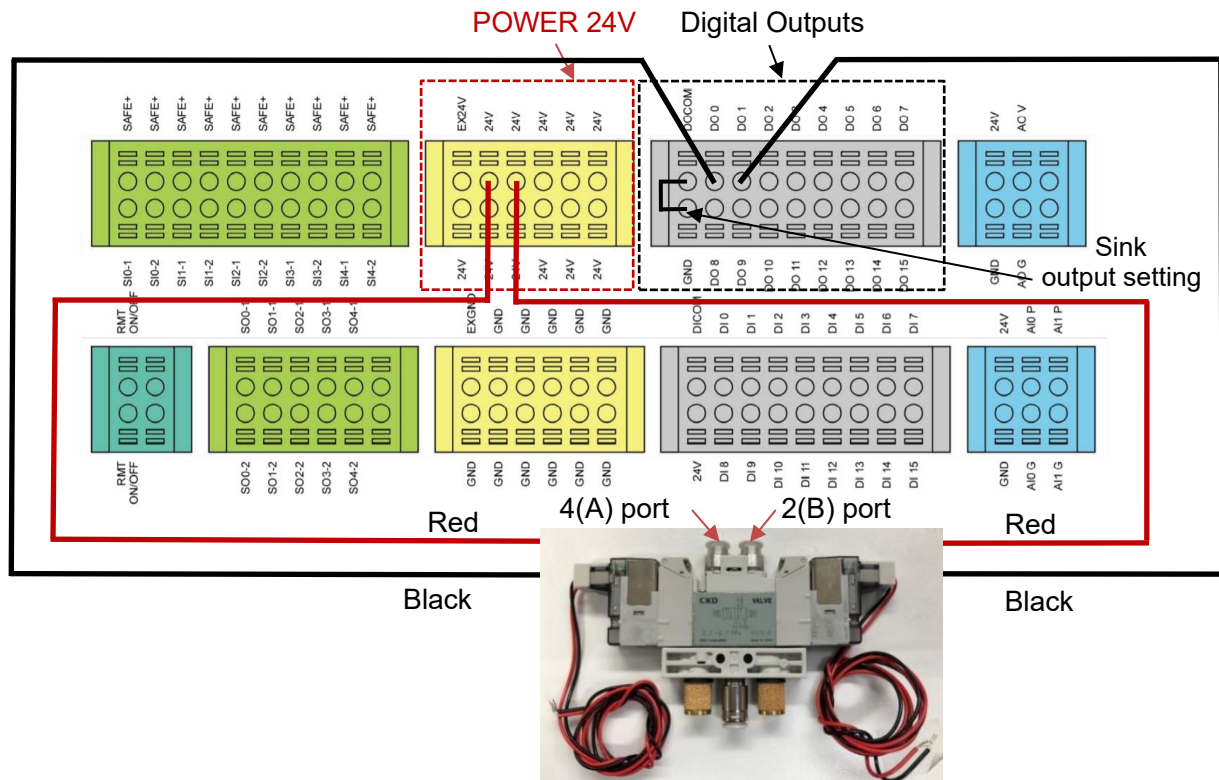 POWER 24V
Digital Outputs
SAFE+ SAFE+ SAFE+ SAFE+ SAFE+ SAFE+ SAFE+ SAFE+ SAFE+ SAFE+
EX24V 24V 24V 24V 24V 24V
DOCOM DO 0 DO 1 DO 2 DO 3 DO 4 DO 5 DO 6 DO 7
24V AO V
SI0-1 SI0-2 SI1-1 SI1-2 SI2-1 SI2-2 SI3-1 SI3-2 SI4-1 SI4-2
24V 24V 24V 24V 24V 24V
GND DO 8 DO 9 DO 10 DO 11 DO 12 DO 13 DO 14 DO 15
GND AO G
Sink
output setting
RMT
ON/OFF
SO0-1 SO1-1 SO2-1 SO3-1 SO4-1
EXGND GND GND GND GND GND
DICOM DI 0 DI 1 DI 2 DI 3 DI 4 DI 5 DI 6 DI 7
24V AI0 P AI1 P
RMT
ON/OFF
SO0-2 SO1-2 SO2-2 SO3-2 SO4-2
GND GND GND GND GND GND
24V DI 8 DI 9 DI 10 DI 11 DI 12 DI 13 DI 14 DI 15
GND AI0 G AI1 G
4(A) port
2(B) port
Red
Red
Black
Black
CKD VALVE